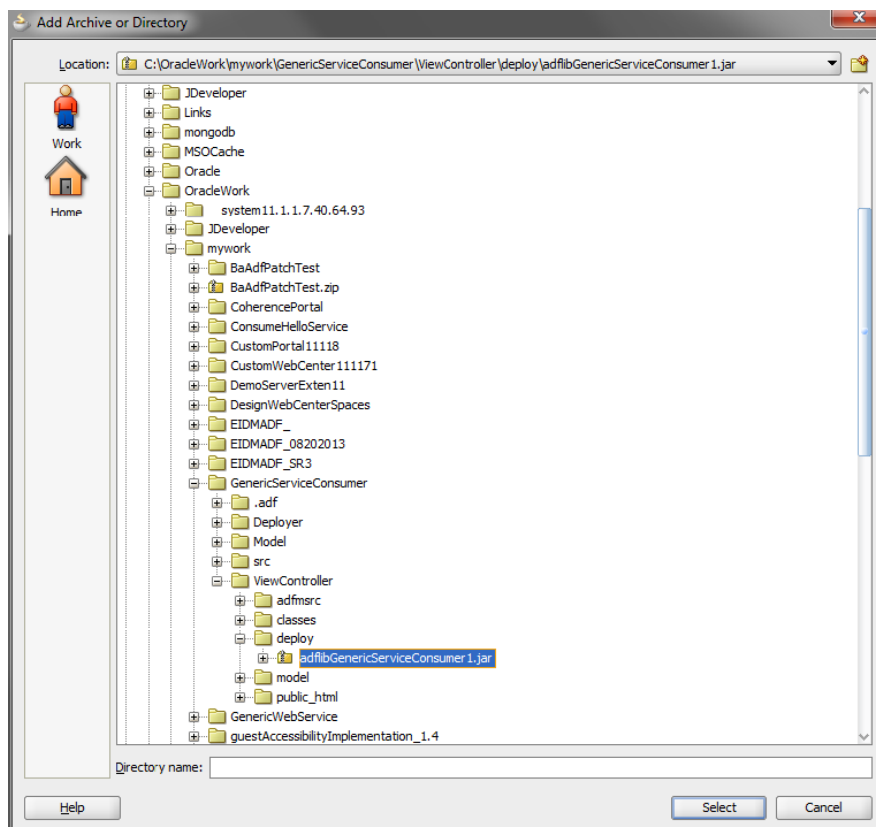 Add Archive or Directory
x
Location: C:\OracleWork\mywork\GenericServiceConsumer\ViewController\deploy\adflibGenericServiceConsumer1.jar
Work
Home
JDeveloper
Links
mongodb
MSOCache
Oracle
OracleWork
system11.1.1.7.40.64.93
JDeveloper
mywork
BaAdfPatchTest
BaAdfPatchTest.zip
CoherencePortal
ConsumeHelloService
CustomPortal11118
CustomWebCenter111171
DemoServerExten11
DesignWebCenterSpaces
EIDMADF_
EIDMADF_08202013
EIDMADF_SR3
GenericServiceConsumer
.adf
Deployer
Model
src
ViewController
adfmsrc
classes
deploy
adflibGenericServiceConsumer1.jar
model
public_html
GenericWebService
guestAccessibilityImplementation_1.4
Directory name:
Help
Select
Cancel